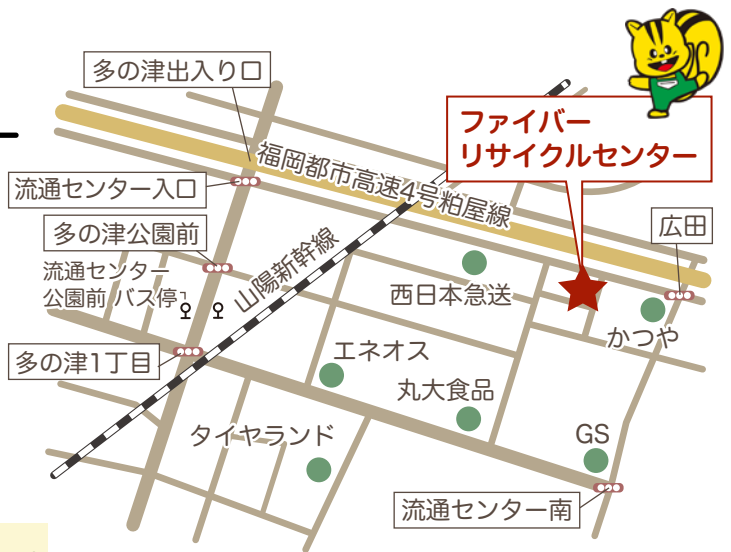 多の津出入り口
ファイバー
リサイクルセンター
福岡都市高速4号粕屋線
流通センター入口
多の津公園前
広田
流通センター
公園前 バス停
山陽新幹線
西日本急送
かつや
多の津1丁目
エネオス
丸大食品
タイヤランド
GS
流通センター南